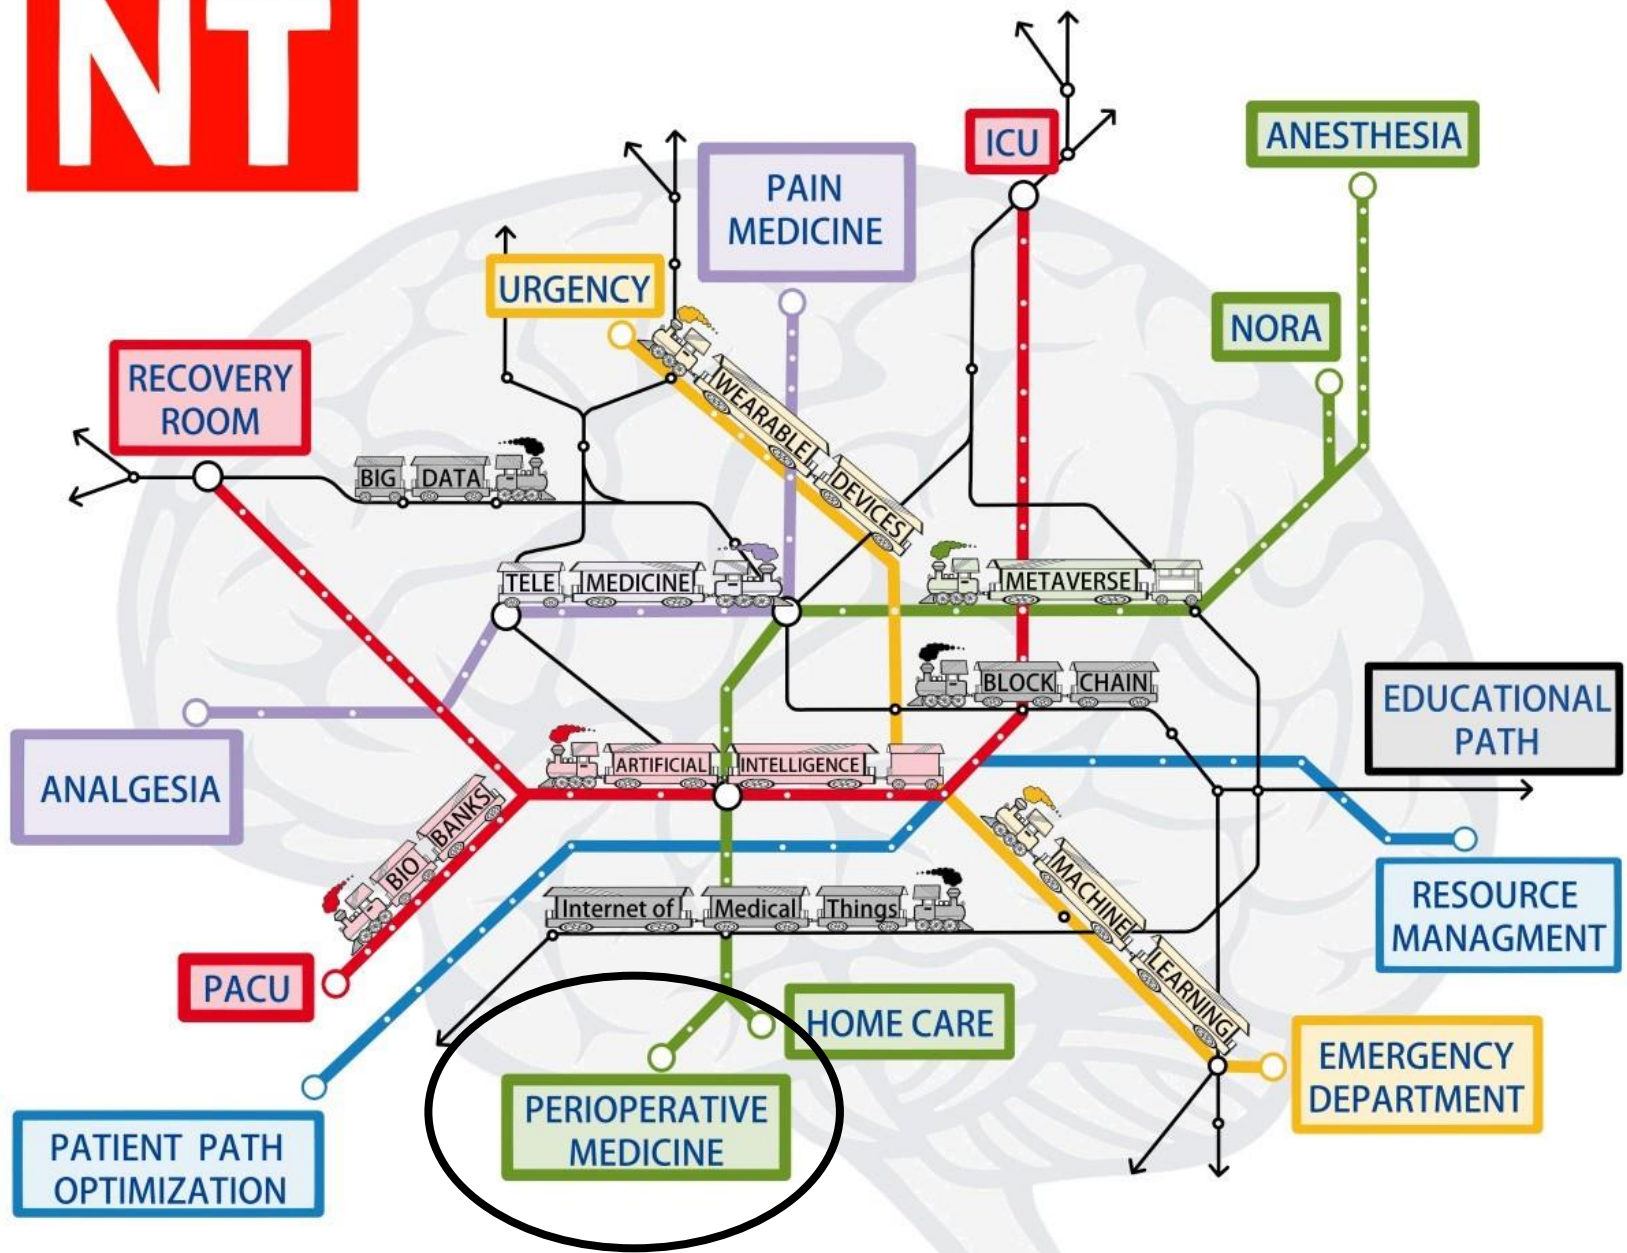 NT
ICU
ANESTHESIA
PAIN
MEDICINE
URGENCY
NORA
RECOVERY
ROOM
WEARABLE
DEVICES
BIG DATA
TELE MEDICINE
METAVERSE
BLOCK CHAIN
EDUCATIONAL
PATH
ARTIFICIAL INTELLIGENCE
ANALGESIA
BIO BANKS
MACHINE
LEARNING
RESOURCE
MANAGMENT
Internet of Medical Things
PACU
HOME CARE
EMERGENCY
DEPARTMENT
PERIOPERATIVE
MEDICINE
PATIENT PATH
OPTIMIZATION